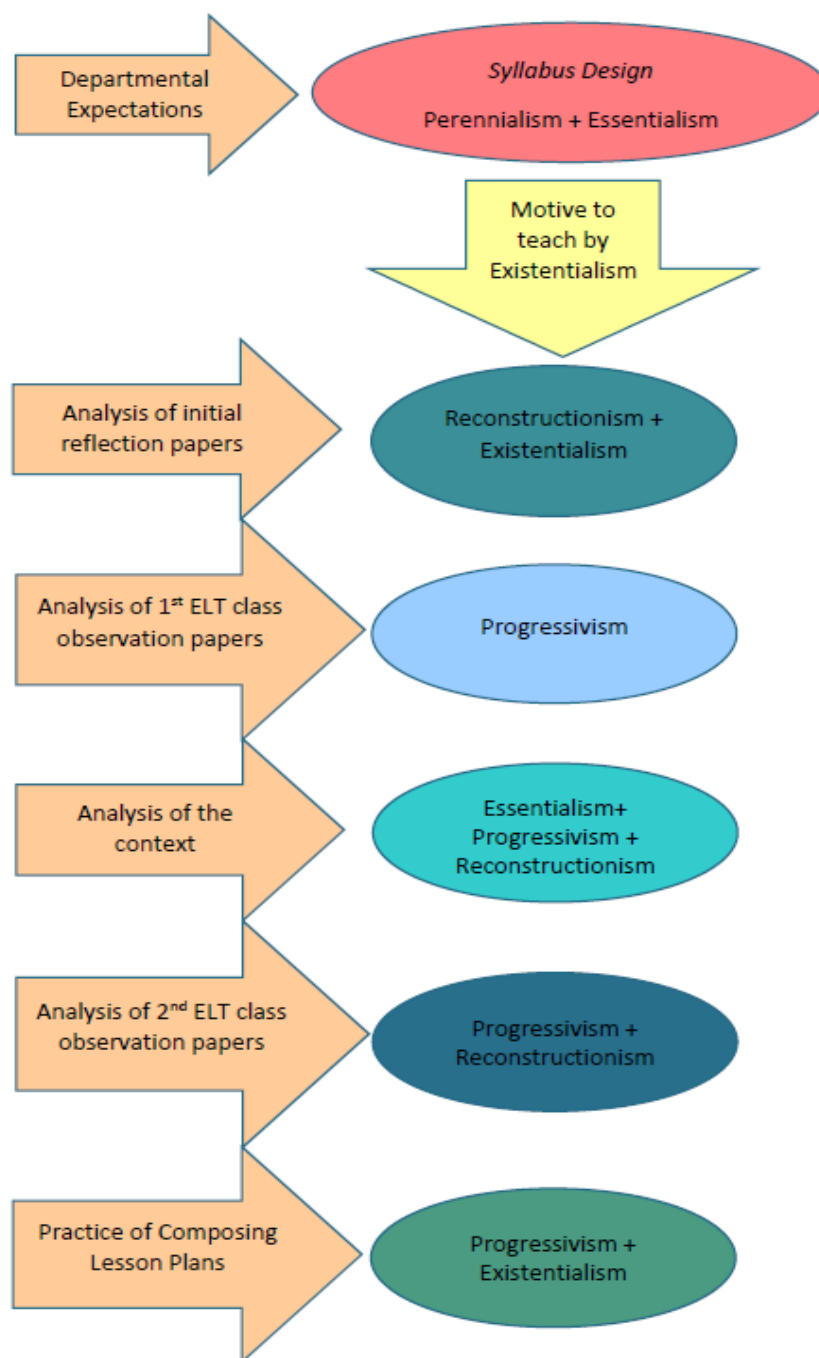 Departmental
Expectations
Syllabus Design
Perennialism + Essentialism
Motive to
teach by
Existentialism
Analysis of initial
reflection papers
Reconstructionism +
Existentialism
Analysis of 1st ELT class
observation papers
Progressivism
Analysis of the
context
Essentialism+
Progressivism +
Reconstructionism
Analysis of 2nd ELT class
observation papers
Progressivism +
Reconstructionism
Practice of Composing
Lesson Plans
Progressivism +
Existentialism